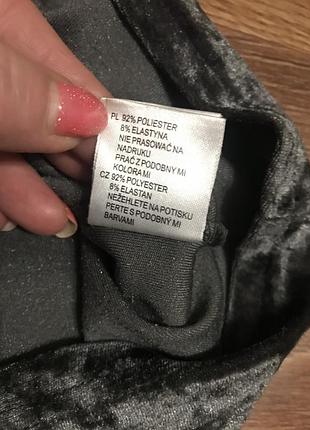 PL 92% POLIESTER
8% ELASTYNA
NIE PRASOWAĆ NA
NADRUKU
PRAĆ Z PODOBNYMI
KOLORAMI
CZ 92% POLYESTER
8% ELASTAN
NEŽEHLETE NA POTISKU
PERTE S PODOBNÝMI
BARVAMI